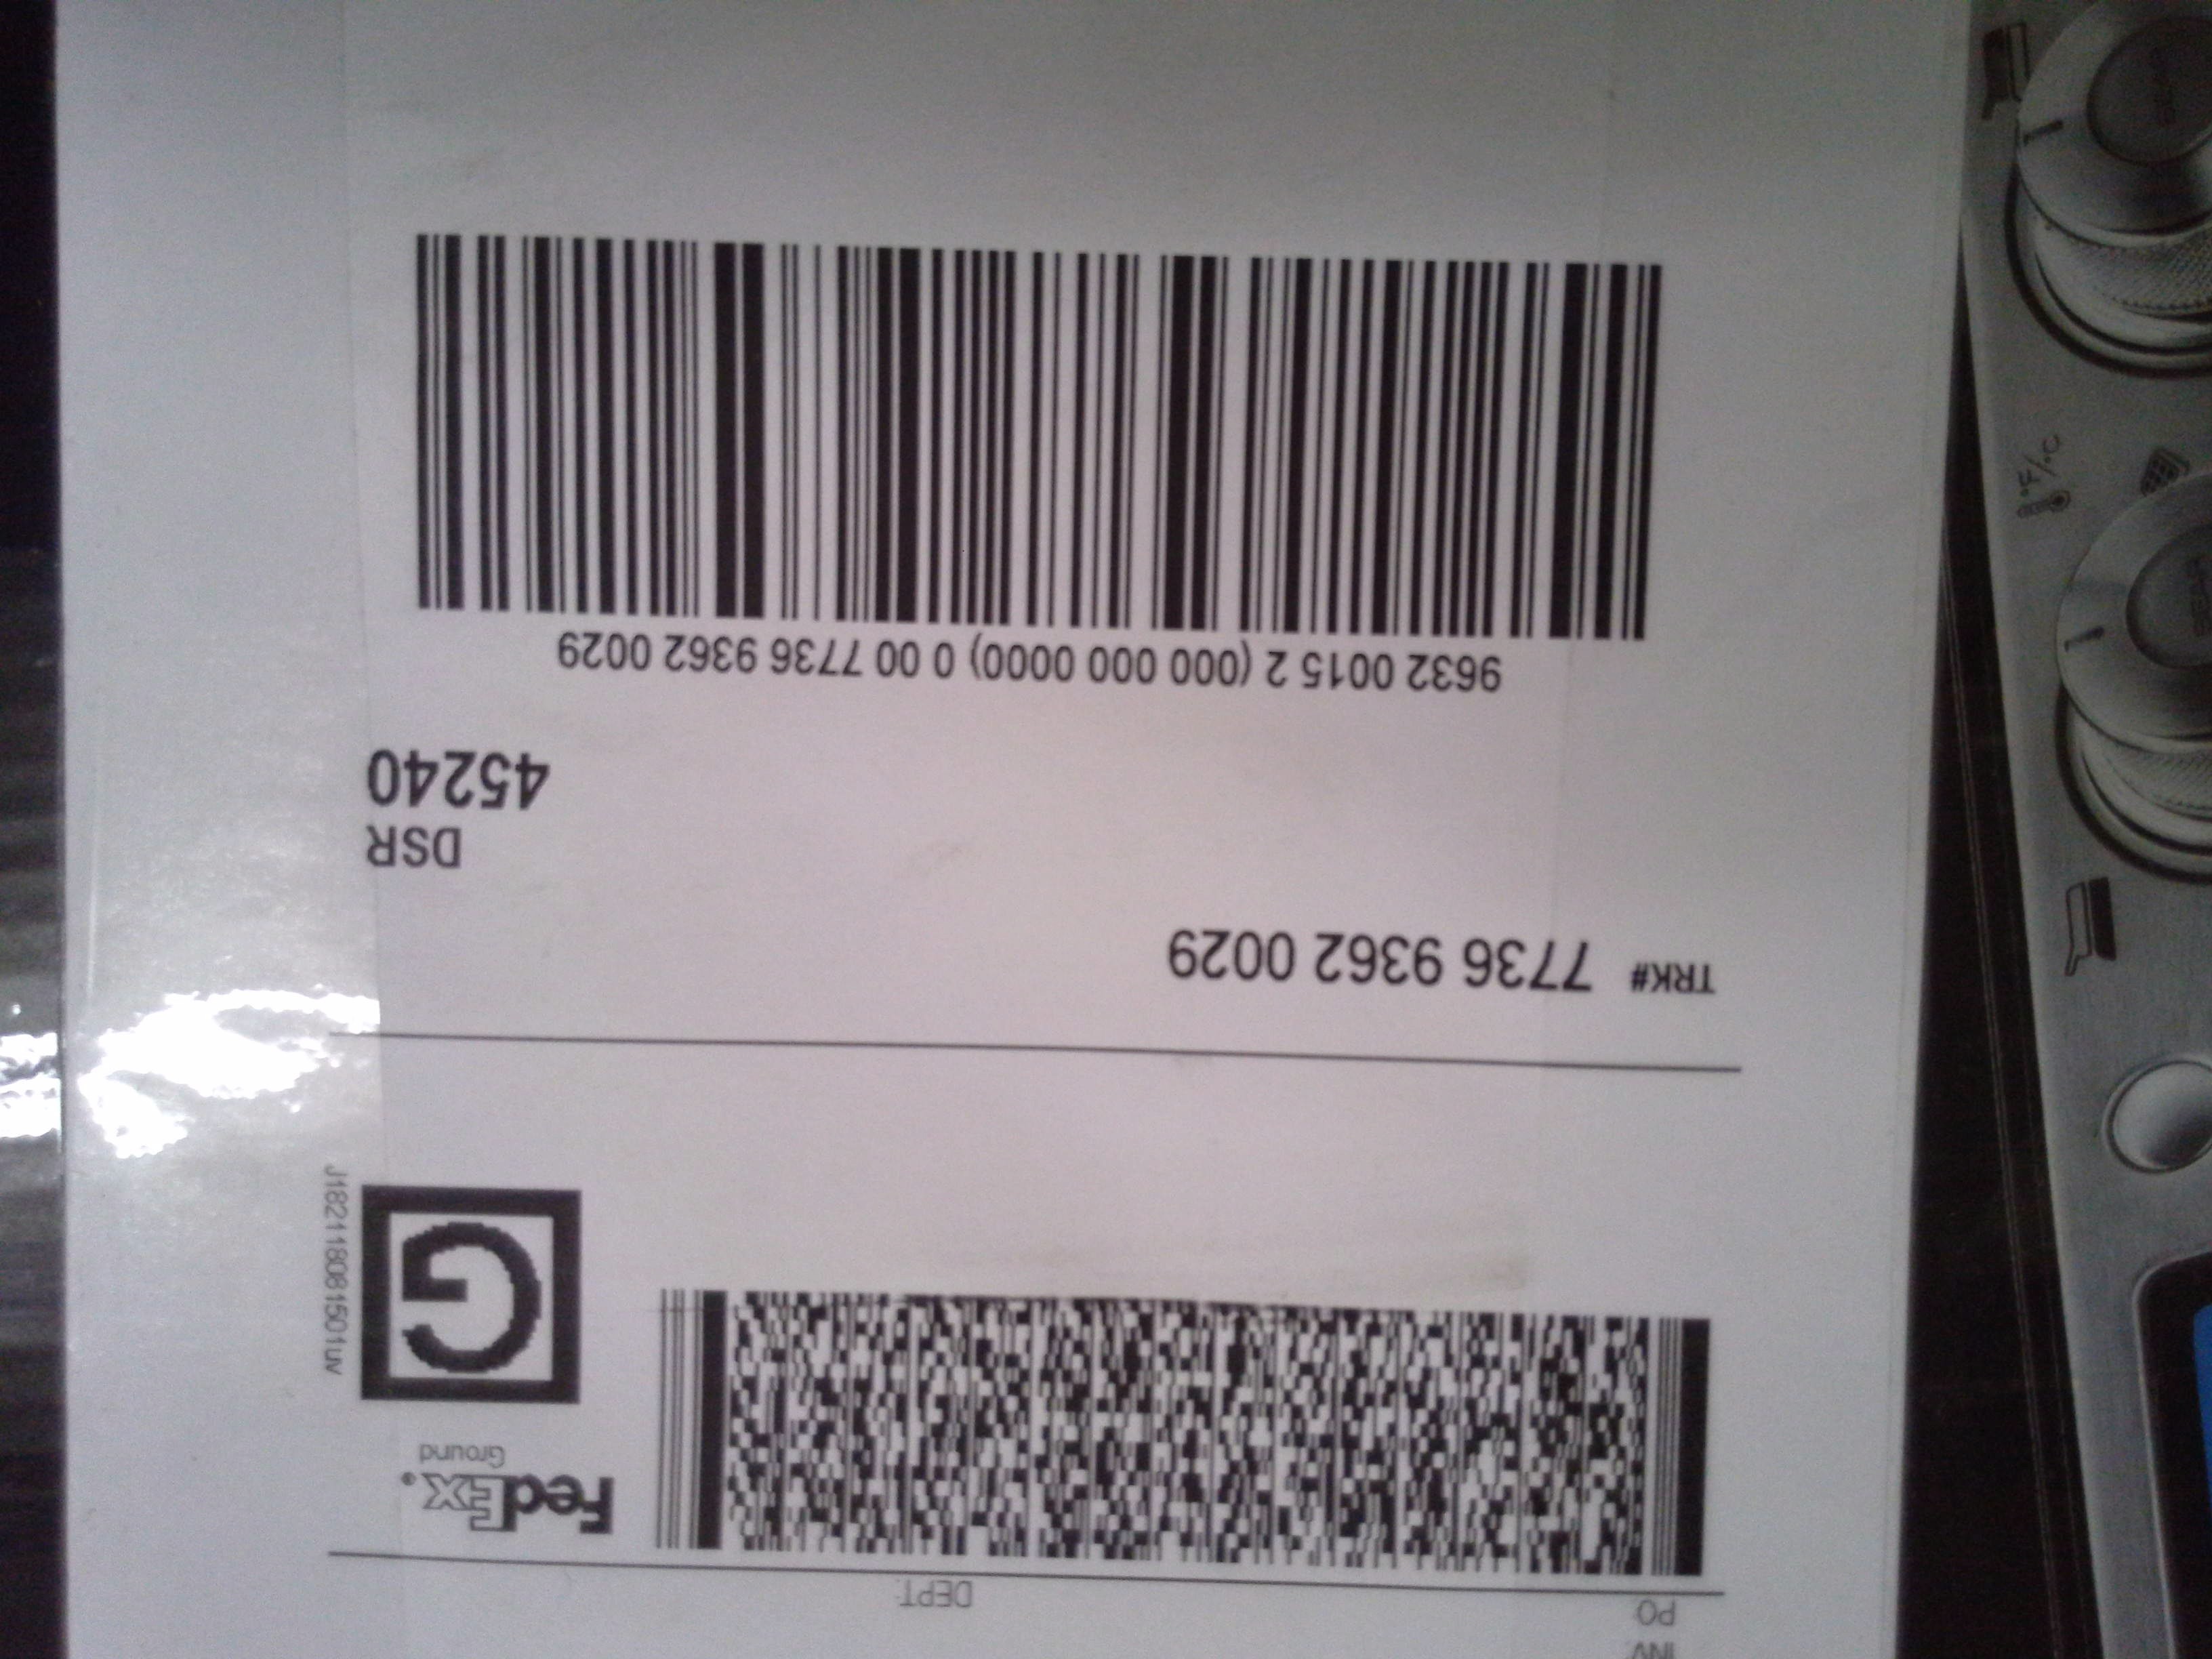 INV:
PO:
DEPT:
FedEx®
Ground
G
J18211808150​1uv
TRK# 7736 9362 0029
DSR
45240
9632 0015 2 (000 000 0000) 0 00 7736 9362 0029
°F/°C